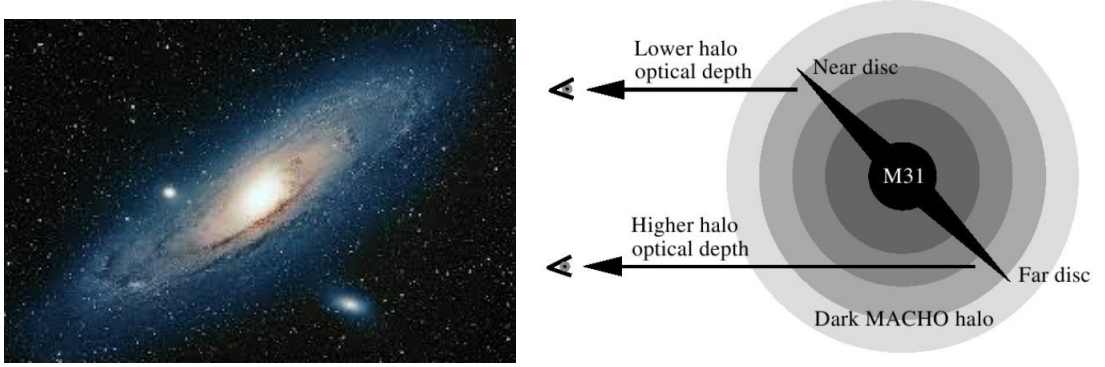 Lower halo
optical depth
Near disc
M31
Higher halo
optical depth
Far disc
Dark MACHO halo